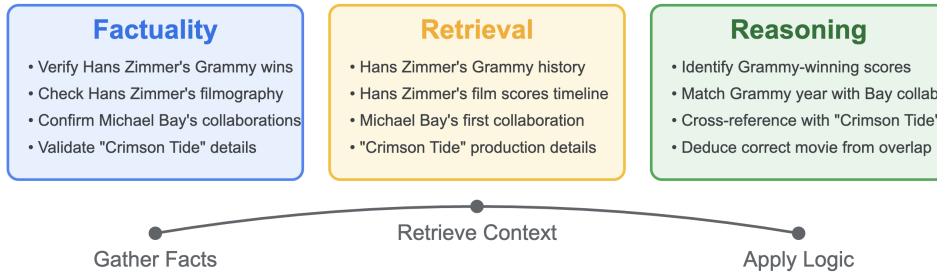 Factuality
• Verify Hans Zimmer's Grammy wins
• Check Hans Zimmer's filmography
• Confirm Michael Bay's collaborations
• Validate "Crimson Tide" details
Retrieval
• Hans Zimmer's Grammy history
• Hans Zimmer's film scores timeline
• Michael Bay's first collaboration
• "Crimson Tide" production details
Reasoning
• Identify Grammy-winning scores
• Match Grammy year with Bay collab
• Cross-reference with "Crimson Tide"
• Deduce correct movie from overlap
Gather Facts
Retrieve Context
Apply Logic